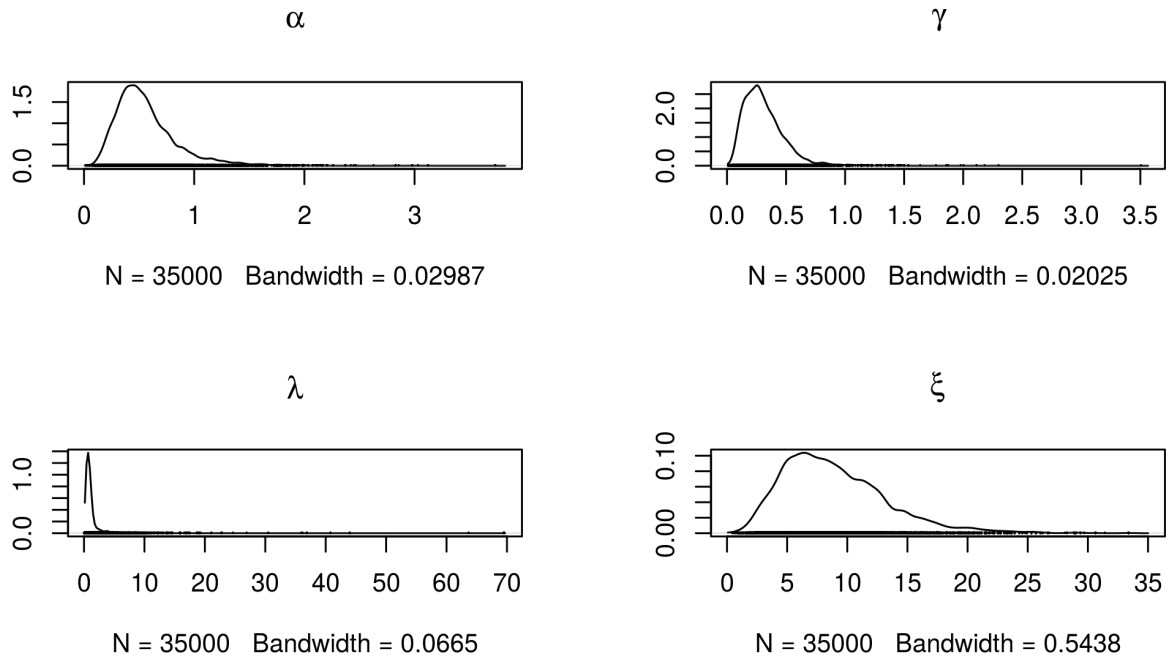 α
1.5
0.0
0 1 2 3
N = 35000 Bandwidth = 0.02987
γ
2.0
0.0
0.0 0.5 1.0 1.5 2.0 2.5 3.0 3.5
N = 35000 Bandwidth = 0.02025
λ
1.0
0.0
0 10 20 30 40 50 60 70
N = 35000 Bandwidth = 0.0665
ξ
0.10
0.00
0 5 10 15 20 25 30 35
N = 35000 Bandwidth = 0.5438